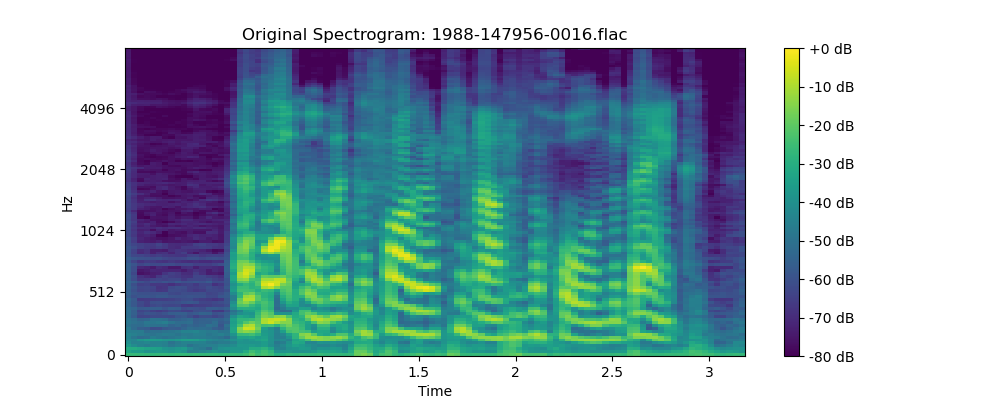 Original Spectrogram: 1988-147956-0016.flac
Hz
4096
2048
1024
512
0
0 0.5 1 1.5 2 2.5 3
Time
+0 dB
-10 dB
-20 dB
-30 dB
-40 dB
-50 dB
-60 dB
-70 dB
-80 dB